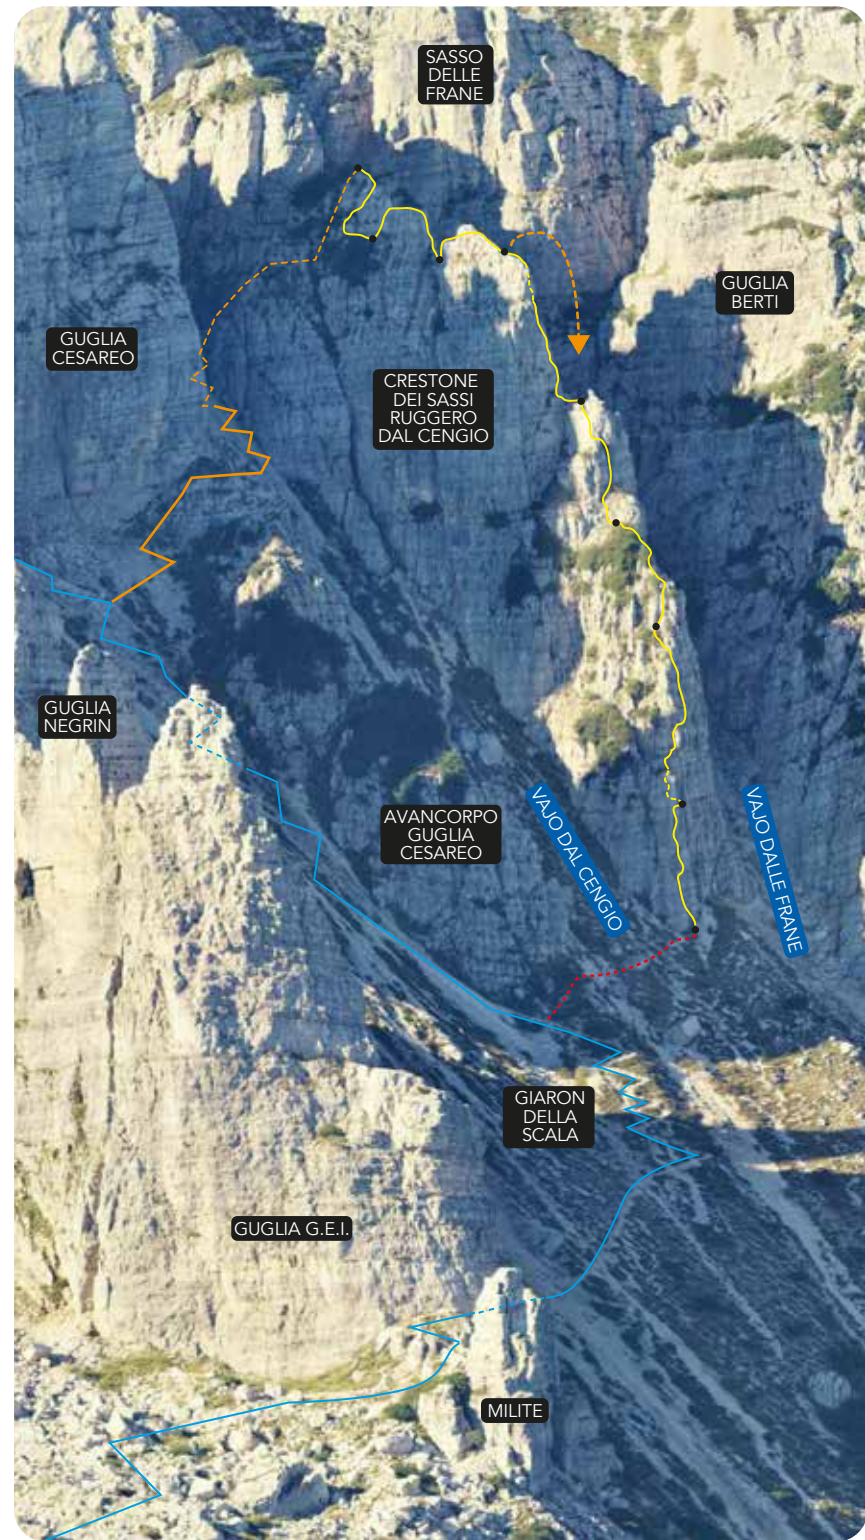 SASSO
DELLE
FRANE
GUGLIA
BERTI
GUGLIA
CESAREO
CRESTONE
DEI SASSI
RUGGERO
DAL CENGIO
GUGLIA
NEGRIN
AVANCORPO
GUGLIA
CESAREO
VAJO DAL CENGIO
VAJO DALLE FRANE
GIARON
DELLA
SCALA
GUGLIA G.E.I.
MILITE